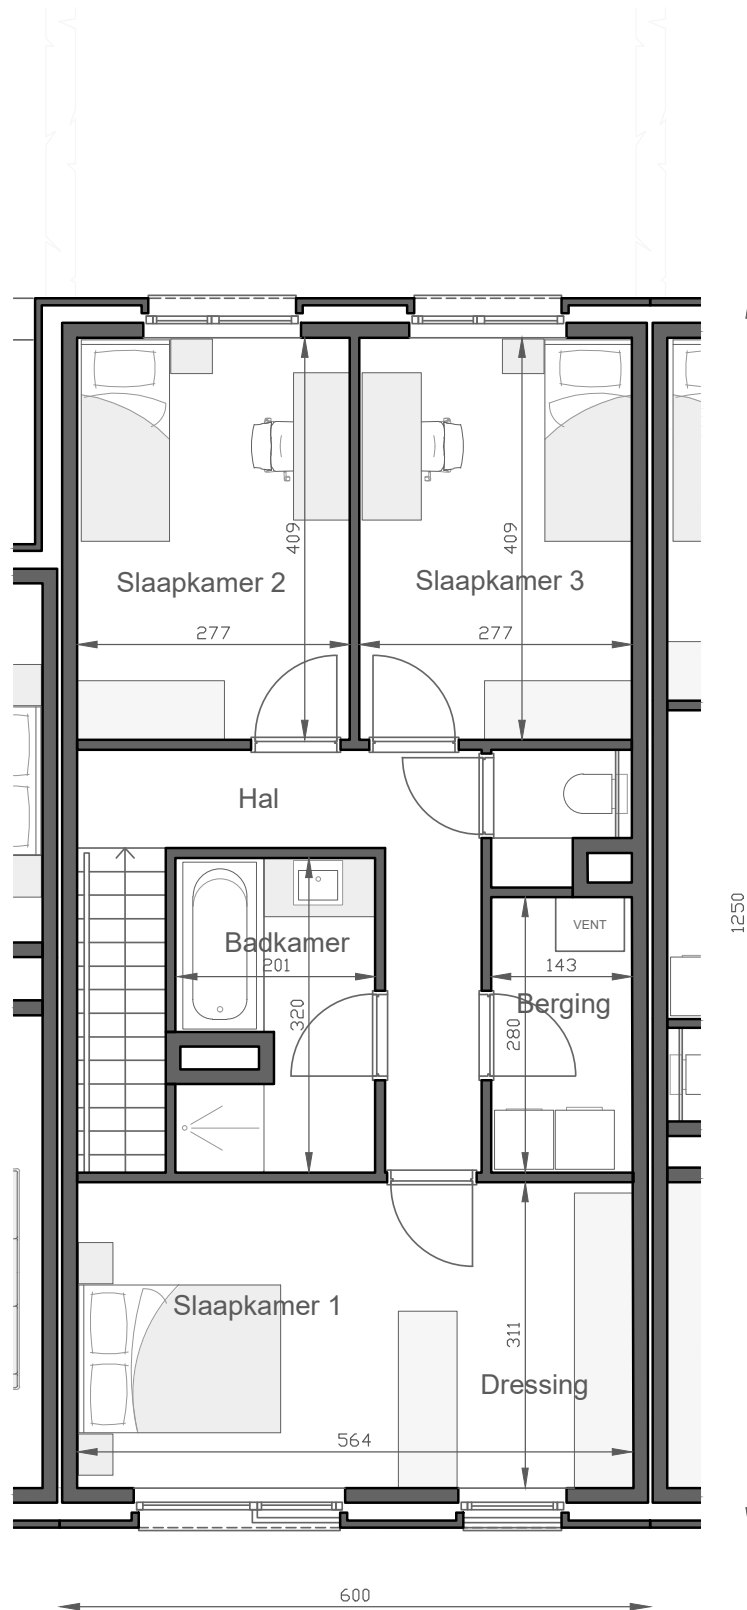 409
409
Slaapkamer 2
Slaapkamer 3
277
277
Hal
1250
VENT
Badkamer
201
143
Berging
320
280
Slaapkamer 1
311
Dressing
564
600